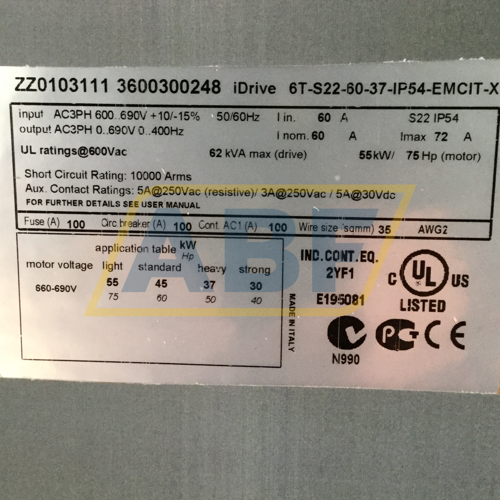 ZZ0103111 3600300248 iDrive 6T-S22-60-37-IP54-EMCIT-X
input AC3PH 600..690V +10/-15% 50/60Hz I in. 60 A S22 IP54
output AC3PH 0..690V 0..400Hz I nom. 60 A Imax 72 A
UL ratings@600Vac 62 kVA max (drive) 55kW/ 75Hp (motor)
Short Circuit Rating: 10000 Arms
Aux. Contact Ratings: 5A@250Vac (resistive)/ 3A@250Vac / 5A@30Vdc
FOR FURTHER DETAILS SEE USER MANUAL
Fuse (A) 100 Circ breaker (A) 100 Cont. AC1 (A) 100 Wire size (sqmm) 35 AWG2
application table kW
Hp
motor voltage light standard heavy strong
660-690V 55 45 37 30
75 60 50 40
MADE IN ITALY
IND.CONT.EQ.
2YF1
E196081
C UL US
LISTED
N990
PCT
CE
ABF